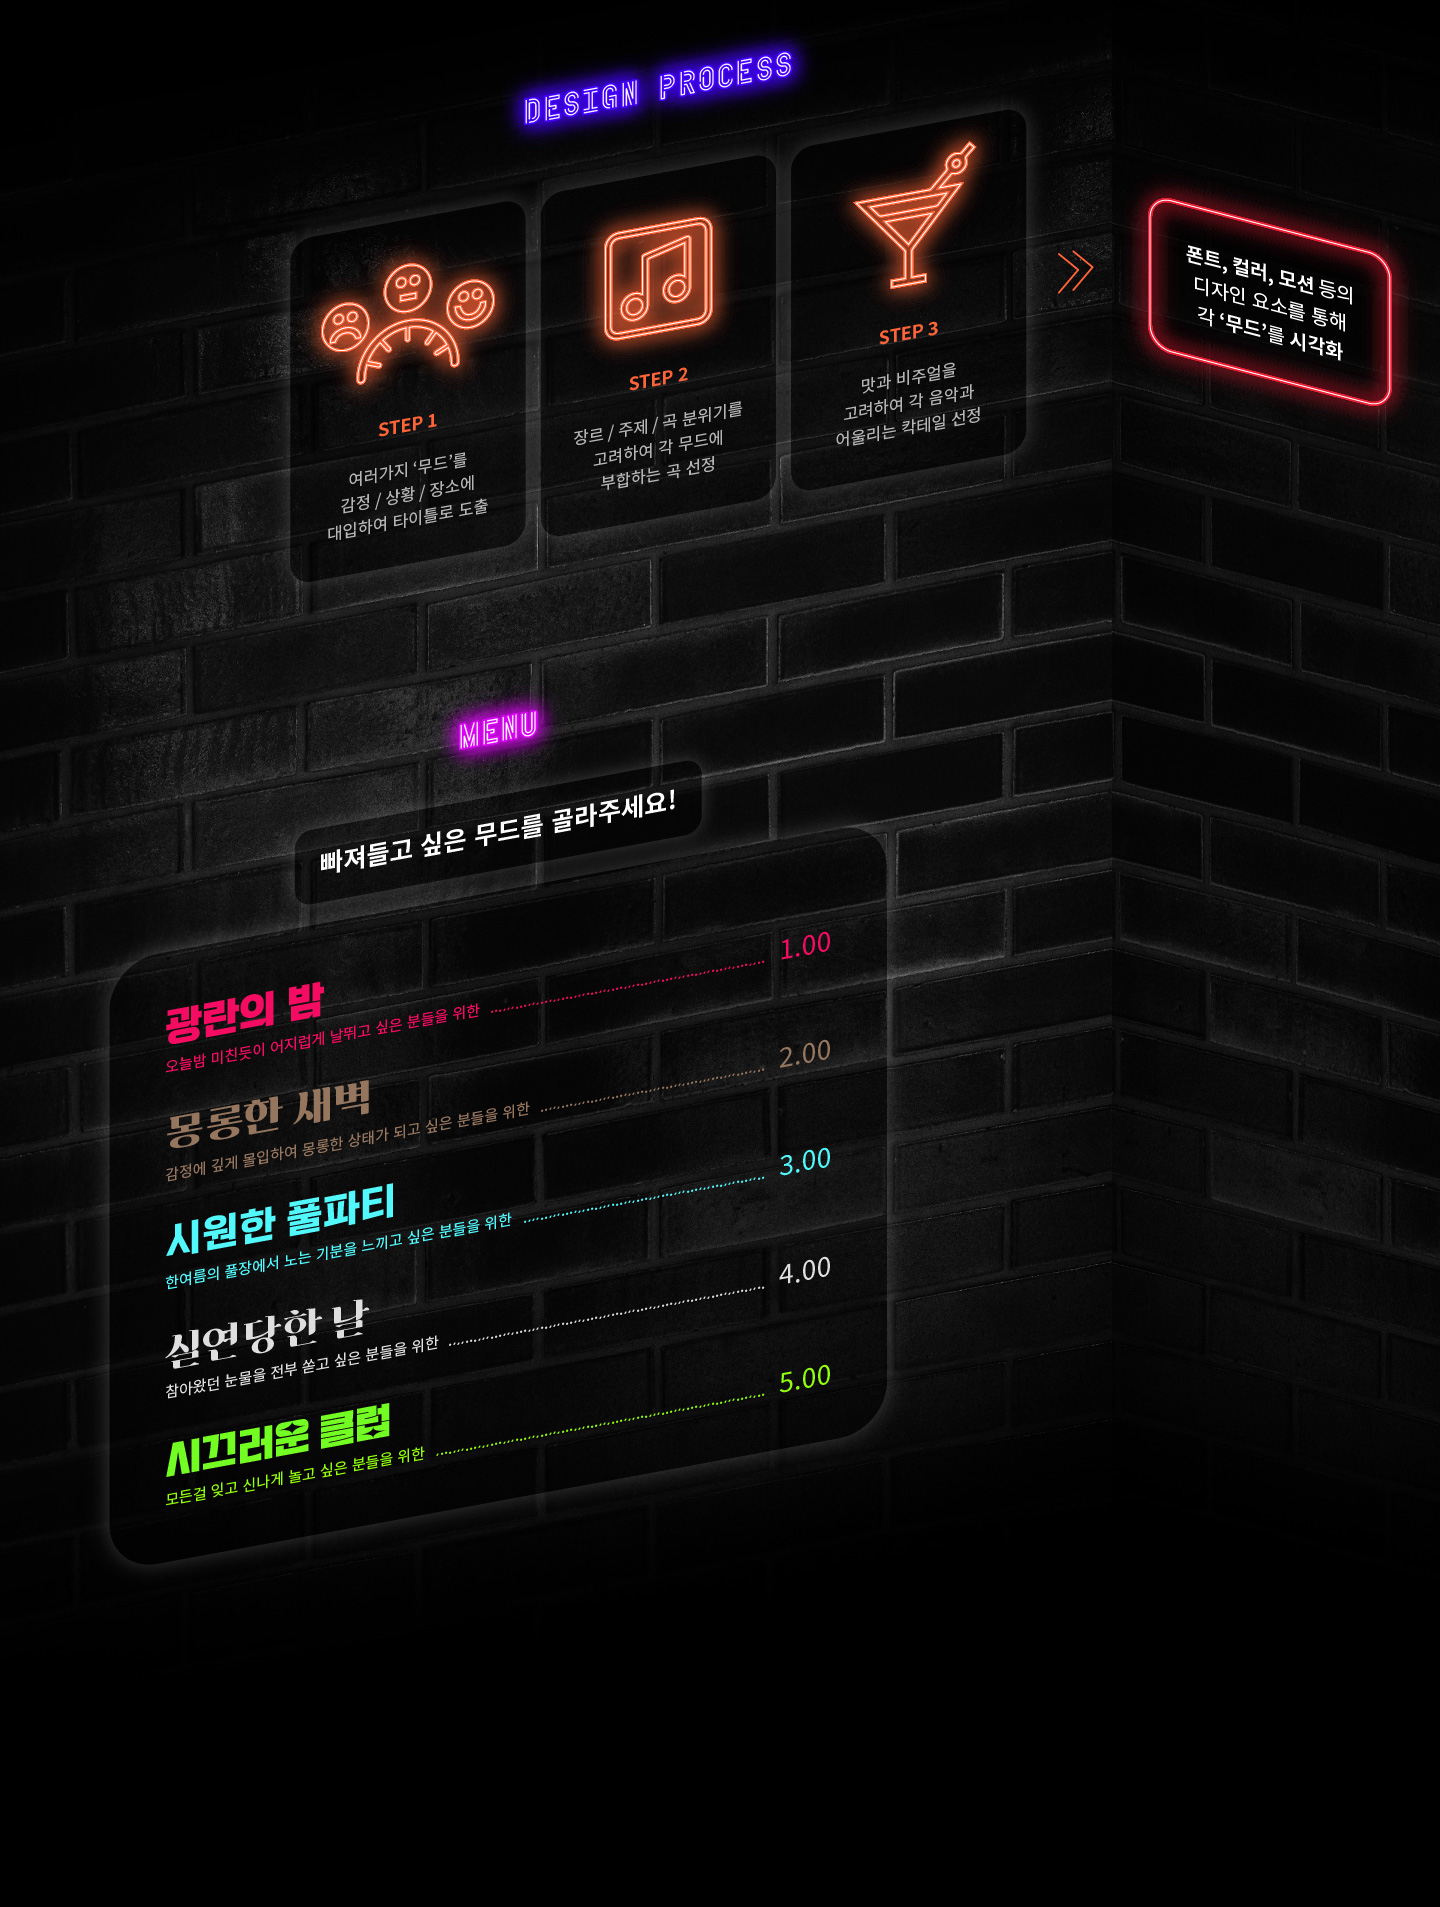 DESIGN PROCESS
STEP 1
여러가지 ‘무드’를
감정 / 상황 / 장소에
대입하여 타이틀로 도출
STEP 2
장르 / 주제 / 곡 분위기를
고려하여 각 무드에
부합하는 곡 선정
STEP 3
맛과 비주얼을
고려하여 각 음악과
어울리는 칵테일 선정
폰트, 컬러, 모션 등의
디자인 요소를 통해
각 ‘무드’를 시각화
MENU
빠져들고 싶은 무드를 골라주세요!
광란의 밤
오늘밤 미친듯이 어지럽게 날뛰고 싶은 분들을 위한 1.00
몽롱한 새벽
감정에 깊게 몰입하여 몽롱한 상태가 되고 싶은 분들을 위한 2.00
시원한 풀파티
한여름의 풀장에서 노는 기분을 느끼고 싶은 분들을 위한 3.00
실연당한 날
참아왔던 눈물을 전부 쏟고 싶은 분들을 위한 4.00
시끄러운 클럽
모든걸 잊고 신나게 놀고 싶은 분들을 위한 5.00